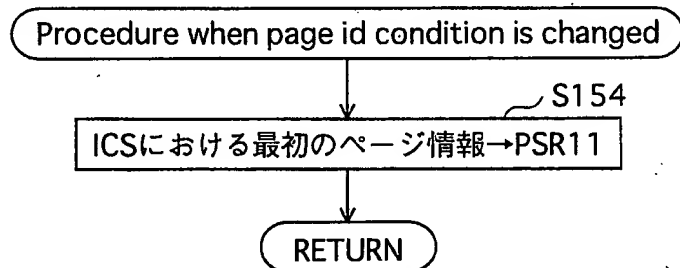 Procedure when page id condition is changed
S154
ICSにおける最初のページ情報→PSR11
RETURN